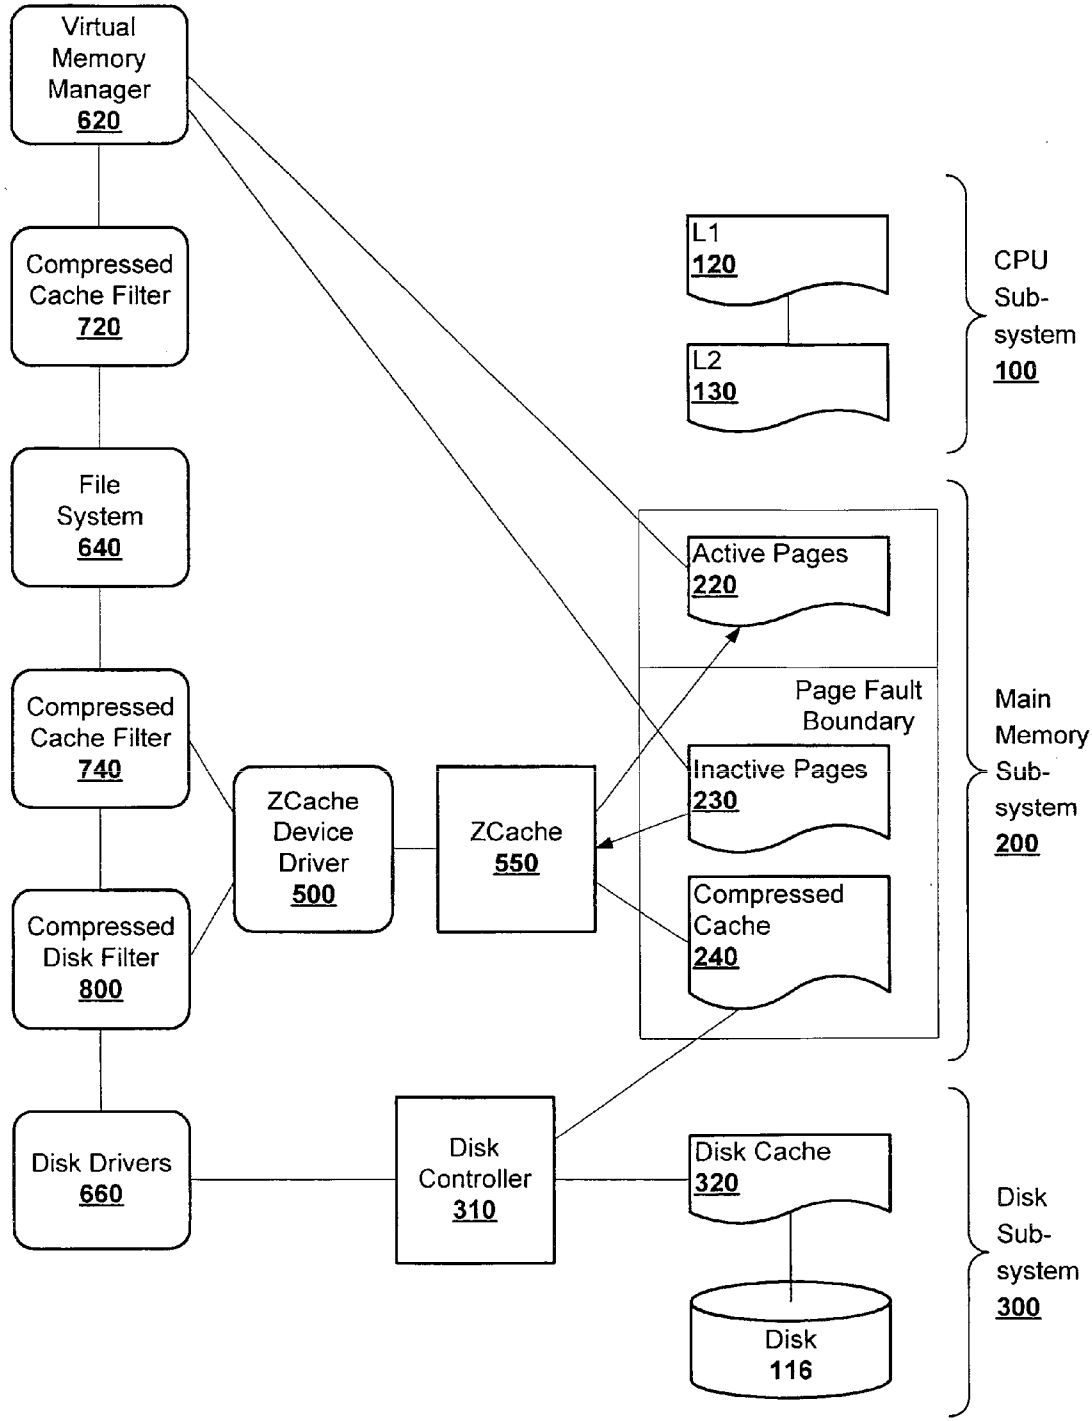 Virtual
Memory
Manager
620
Compressed
Cache Filter
720
File
System
640
Compressed
Cache Filter
740
Compressed
Disk Filter
800
Disk Drivers
660
ZCache
Device
Driver
500
ZCache
550
Disk
Controller
310
L1
120
L2
130
CPU
Sub-
system
100
Active Pages
220
Page Fault
Boundary
Inactive Pages
230
Compressed
Cache
240
Main
Memory
Sub-
system
200
Disk Cache
320
Disk
116
Disk
Sub-
system
300